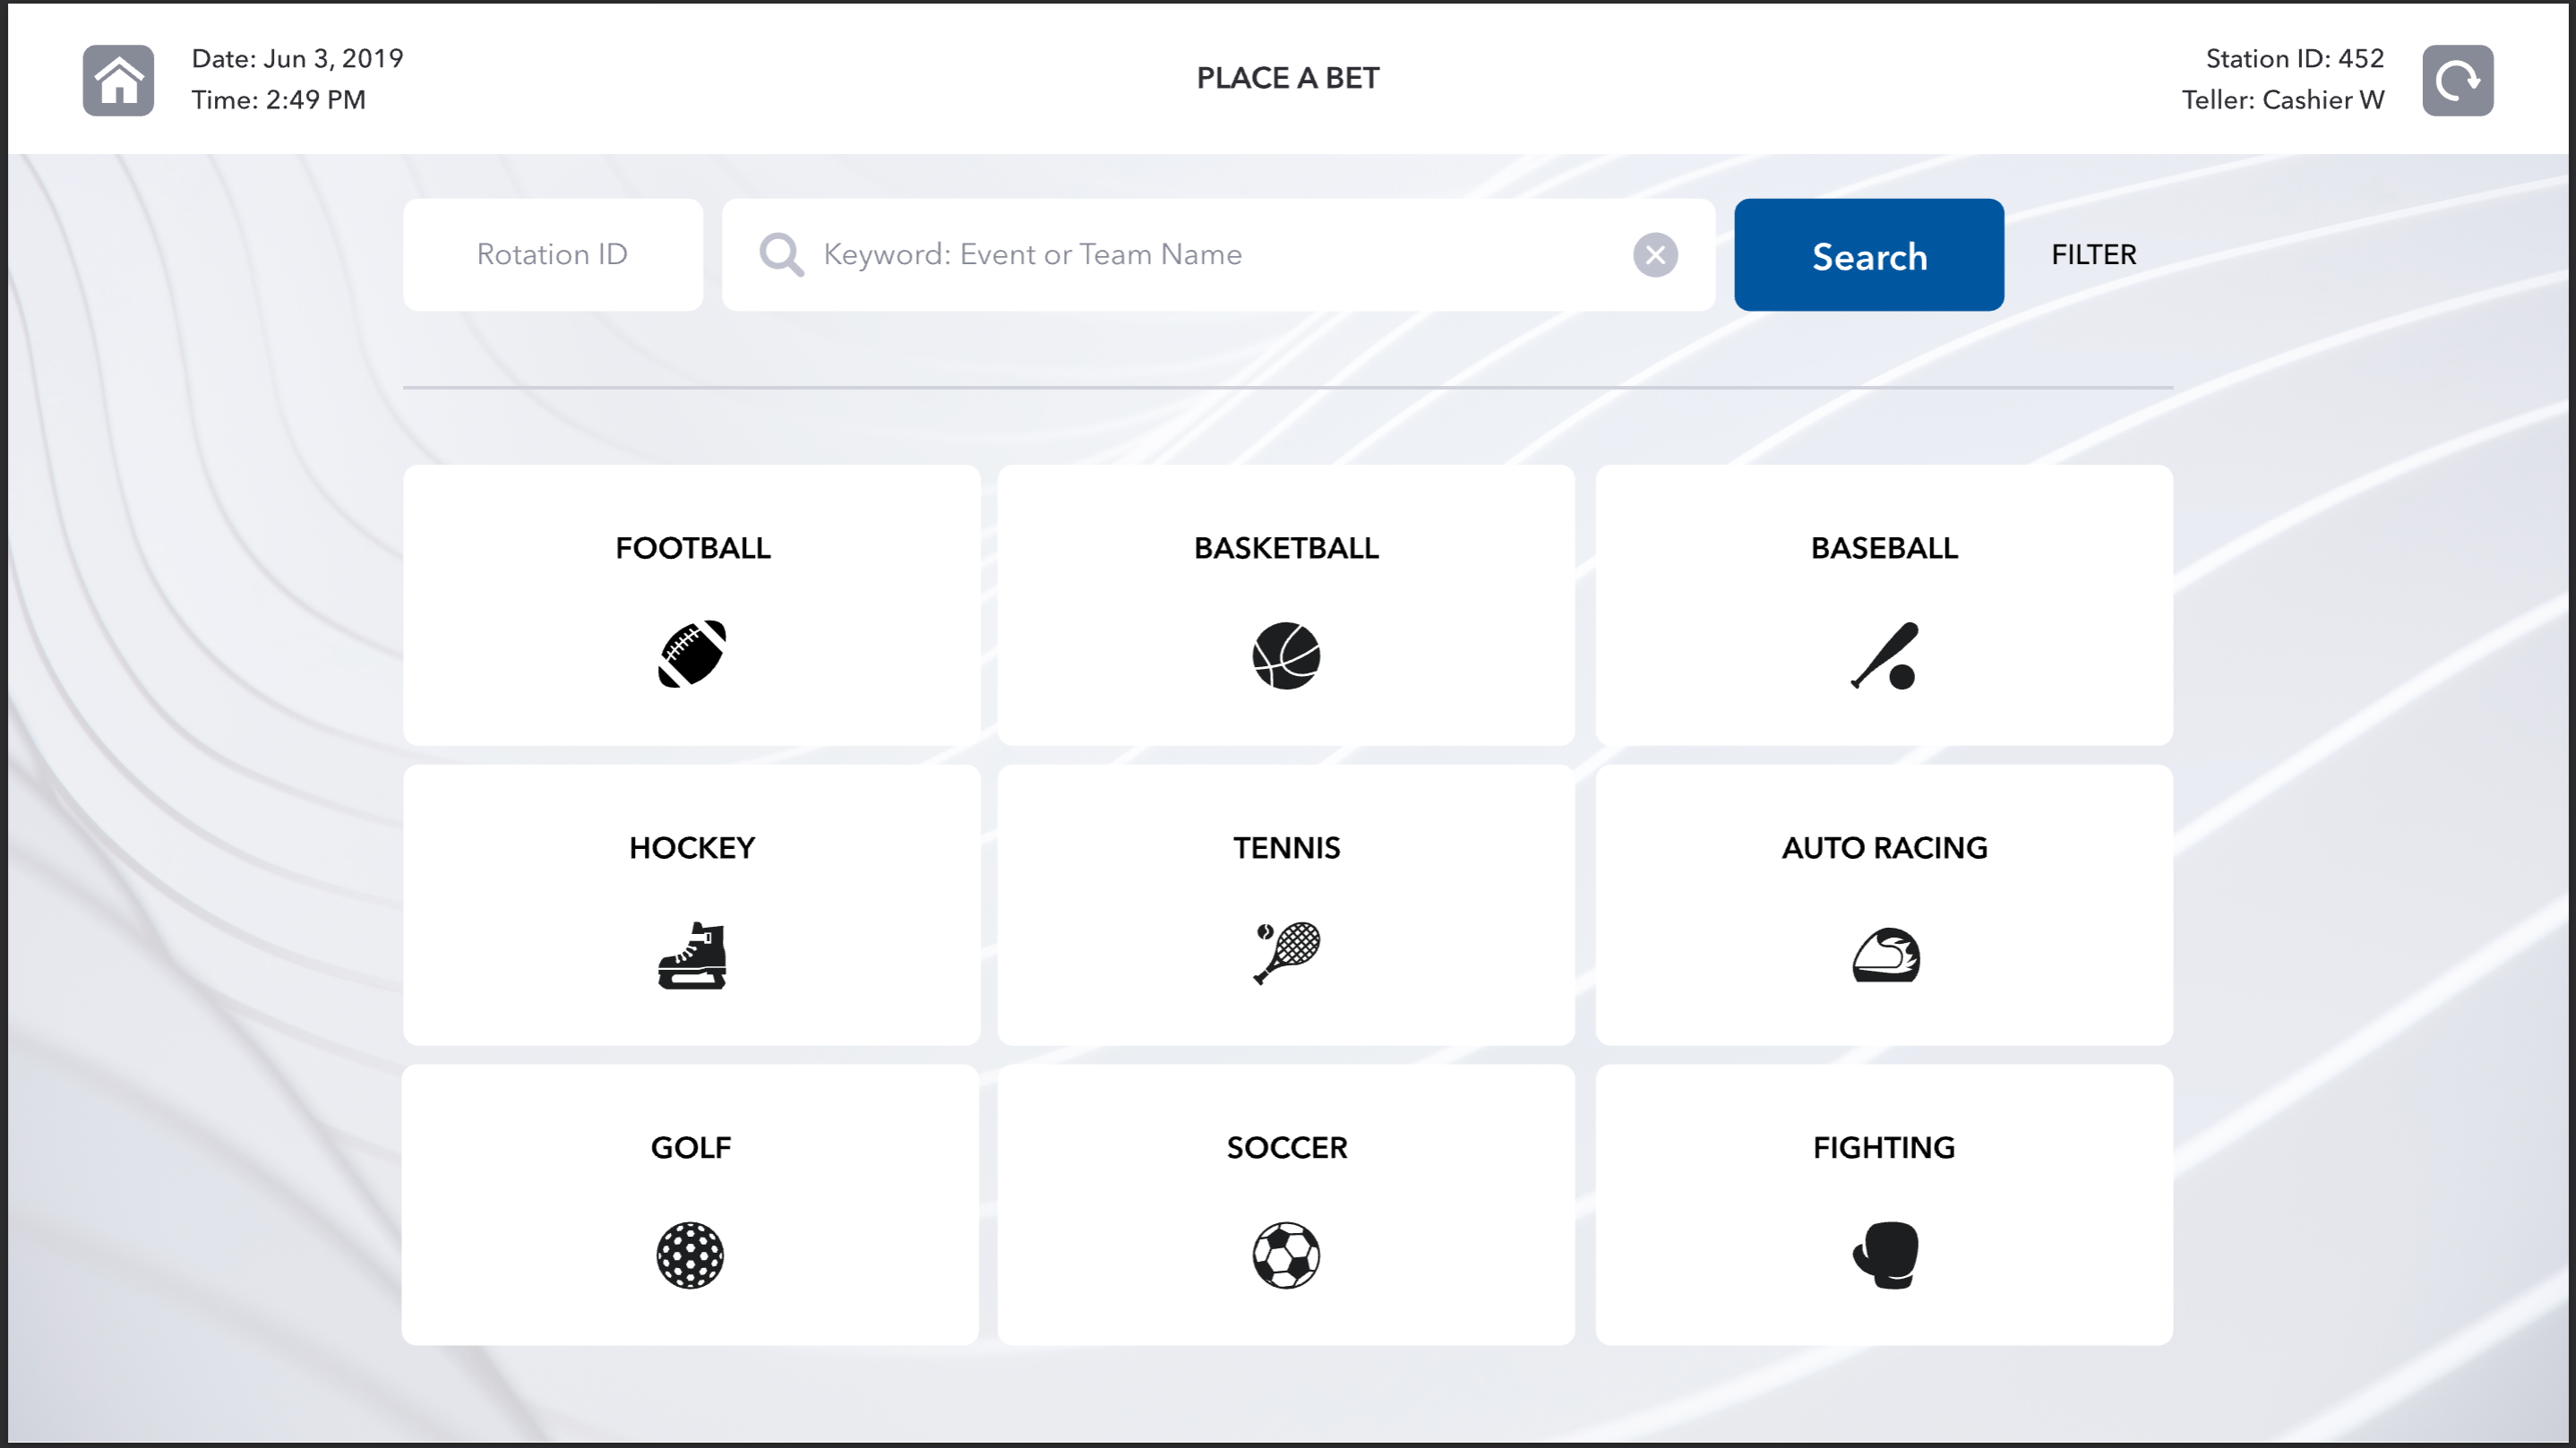 Date: Jun 3, 2019
Time: 2:49 PM
PLACE A BET
Station ID: 452
Teller: Cashier W
Rotation ID
Keyword: Event or Team Name
Search
FILTER
FOOTBALL
BASKETBALL
BASEBALL
HOCKEY
TENNIS
AUTO RACING
GOLF
SOCCER
FIGHTING